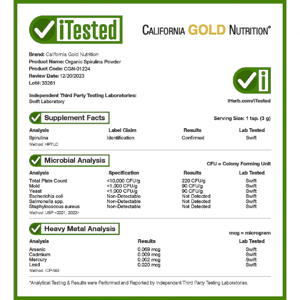 iTested
CALIFORNIA GOLD NUTRITION®
Brand: California Gold Nutrition
Product Name: Organic Spirulina Powder
Product Code: CGN-01224
Review Date: 12/20/2023
Lot#: 33261
Independent Third Party Testing Laboratories:
Swift Laboratory
i
iHerb.com/iTested
Supplement Facts Serving Size: 1 tsp. (3 g)
Analysis Label Claim Results Lab Tested
Spirulina Identification Confirmed Swift
Method: HPTLC
Microbial Analysis CFU = Colony Forming Unit
Analysis Specification Results Lab Tested
Total Plate Count <10,000 CFU/g 220 CFU/g Swift
Mold <1,000 CFU/g 90 CFU/g Swift
Yeast <1,000 CFU/g 90 CFU/g Swift
Escherichia coli Non-Detectable Not Detected Swift
Salmonella spp. Non-Detectable Not Detected Swift
Staphylococcus aureus Non-Detectable Not Detected Swift
Method: USP <2021, 2022>
Heavy Metal Analysis mcg = microgram
Analysis Results Lab Tested
Arsenic 0.069 mcg Swift
Cadmium 0.009 mcg Swift
Mercury 0.002 mcg Swift
Lead 0.020 mcg Swift
Method: ICP-MS
*Analytical Testing & Results were Performed and Reported by Independent Third Party Testing Laboratories.